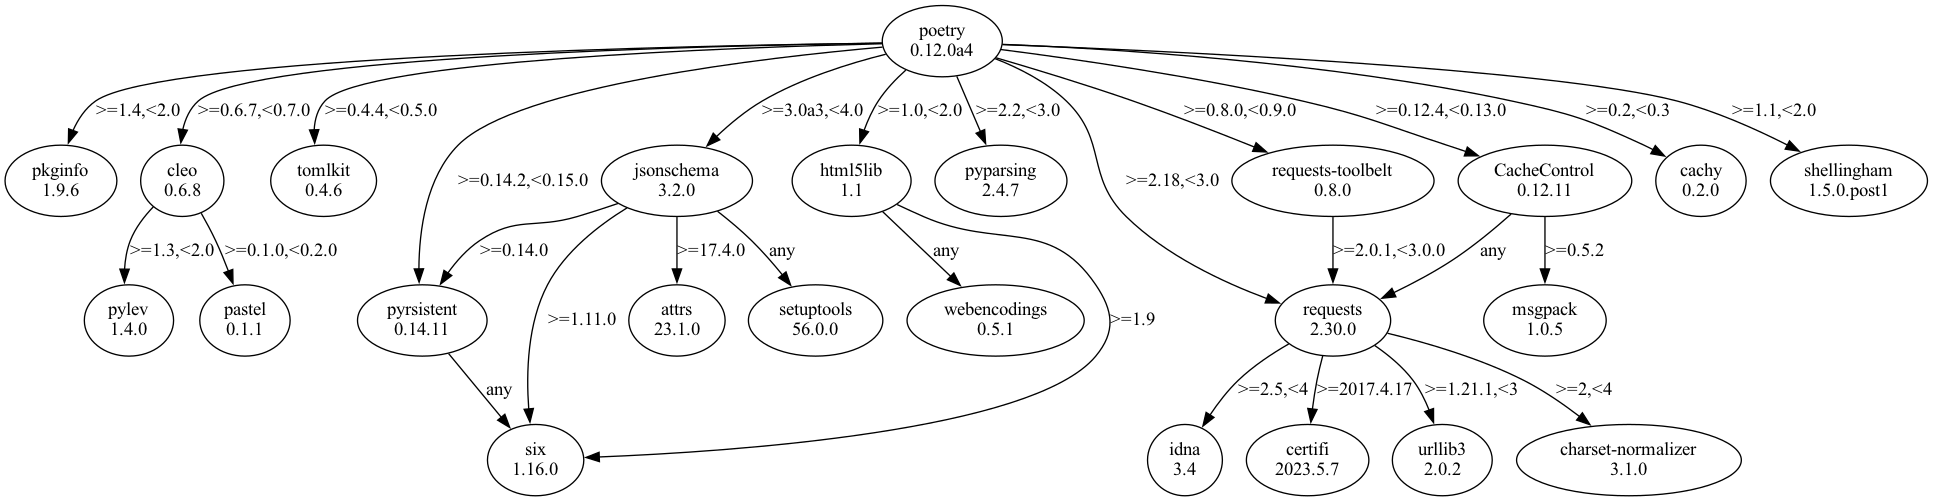 poetry
0.12.0a4
>=1.4,<2.0
>=0.6.7,<0.7.0
>=0.4.4,<0.5.0
>=3.0a3,<4.0
>=1.0,<2.0
>=2.2,<3.0
>=0.8.0,<0.9.0
>=0.12.4,<0.13.0
>=0.2,<0.3
>=1.1,<2.0
pkginfo
1.9.6
cleo
0.6.8
tomlkit
0.4.6
>=0.14.2,<0.15.0
jsonschema
3.2.0
html5lib
1.1
pyparsing
2.4.7
>=2.18,<3.0
requests-toolbelt
0.8.0
CacheControl
0.12.11
cachy
0.2.0
shellingham
1.5.0.post1
>=1.3,<2.0
>=0.1.0,<0.2.0
>=0.14.0
>=17.4.0
any
any
>=2.0.1,<3.0.0
any
>=0.5.2
pylev
1.4.0
pastel
0.1.1
pyrsistent
0.14.11
>=1.11.0
attrs
23.1.0
setuptools
56.0.0
webencodings
0.5.1
>=1.9
requests
2.30.0
msgpack
1.0.5
any
>=2.5,<4
>=2017.4.17
>=1.21.1,<3
>=2,<4
six
1.16.0
idna
3.4
certifi
2023.5.7
urllib3
2.0.2
charset-normalizer
3.1.0